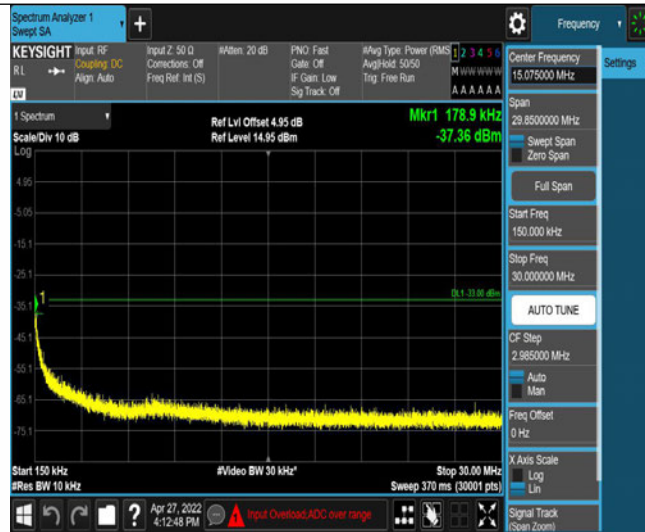 Spectrum Analyzer 1
Swept SA
+
Frequency
KEYSIGHT
RL
Input: RF
Coupling: DC
Align: Auto
Input Z: 50 Ω
Corrections: Off
Freq Ref: Int (S)
#Atten: 20 dB
PNO: Fast
Gate: Off
IF Gain: Low
Sig Track: Off
#Avg Type: Power (RMS
Avg|Hold: 50/50
Trig: Free Run
1 2 3 4 5 6
M W W W W W
A A A A A A
LXI
1 Spectrum
Scale/Div 10 dB
Log
Ref Lvl Offset 4.95 dB
Ref Level 14.95 dBm
Mkr1 178.9 kHz
-37.36 dBm
4.95
-5.05
-15.1
-25.1
-35.1
-45.1
-55.1
-65.1
-75.1
1
DL1 -33.00 dBm
Start 150 kHz
#Res BW 10 kHz
#Video BW 30 kHz*
Stop 30.00 MHz
Sweep 370 ms (30001 pts)
?
Apr 27, 2022
4:12:48 PM
Input Overload;ADC over range
Center Frequency
15.075000 MHz
Settings
Span
29.8500000 MHz
Swept Span
Zero Span
Full Span
Start Freq
150.000 kHz
Stop Freq
30.000000 MHz
AUTO TUNE
CF Step
2.985000 MHz
Auto
Man
Freq Offset
0 Hz
X Axis Scale
Log
Lin
Signal Track
(Span Zoom)